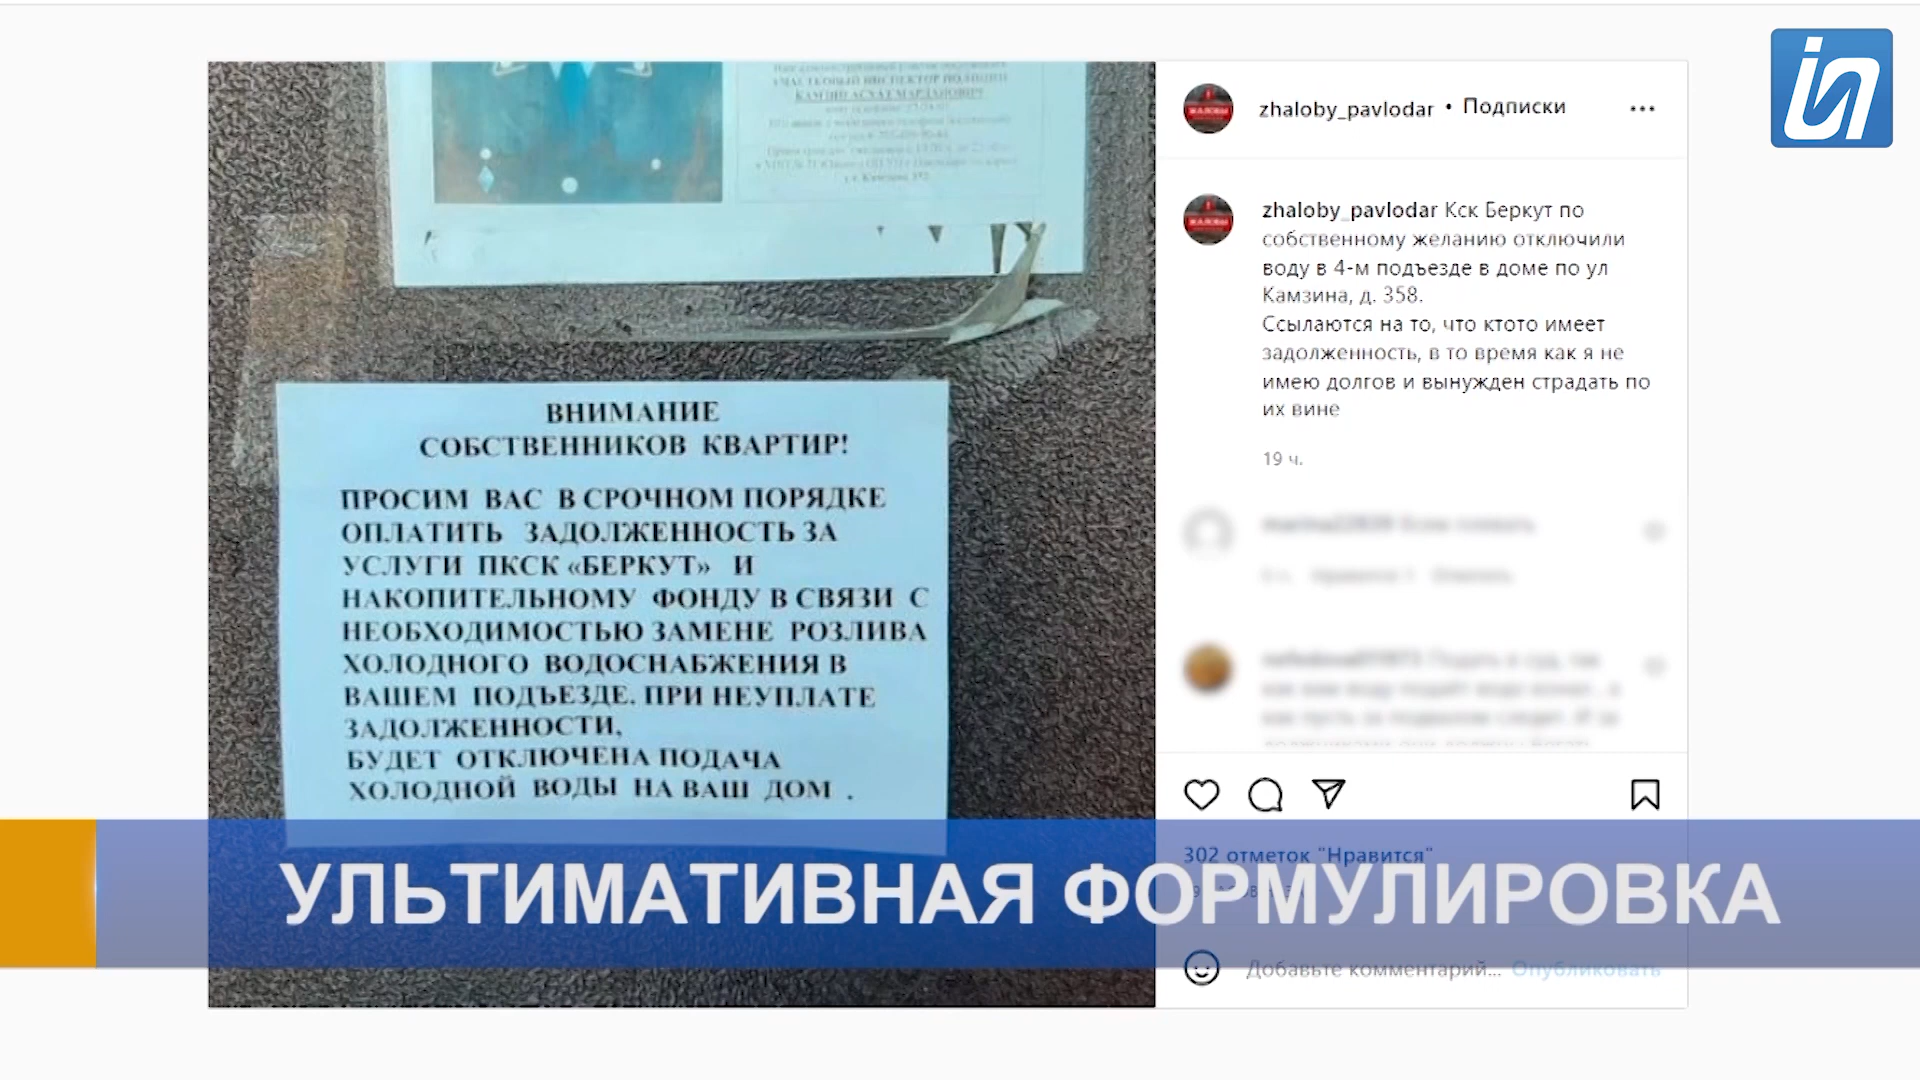 КАМЗИН АСХАТ МАРДАНОВИЧ
ВНИМАНИЕ
СОБСТВЕННИКОВ КВАРТИР!
ПРОСИМ ВАС В СРОЧНОМ ПОРЯДКЕ
ОПЛАТИТЬ ЗАДОЛЖЕННОСТЬ ЗА
УСЛУГИ ПКСК «БЕРКУТ» И
НАКОПИТЕЛЬНОМУ ФОНДУ В СВЯЗИ С
НЕОБХОДИМОСТЬЮ ЗАМЕНЕ РОЗЛИВА
ХОЛОДНОГО ВОДОСНАБЖЕНИЯ В
ВАШЕМ ПОДЪЕЗДЕ. ПРИ НЕУПЛАТЕ
ЗАДОЛЖЕННОСТИ,
БУДЕТ ОТКЛЮЧЕНА ПОДАЧА
ХОЛОДНОЙ ВОДЫ НА ВАШ ДОМ .
zhaloby_pavlodar • Подписки
zhaloby_pavlodar Кск Беркут по
собственному желанию отключили
воду в 4-м подъезде в доме по ул
Камзина, д. 358.
Ссылаются на то, что ктото имеет
задолженность, в то время как я не
имею долгов и вынужден страдать по
их вине
19 ч.
302 отметок "Нравится"
Добавьте комментарий... Опубликовать
УЛЬТИМАТИВНАЯ ФОРМУЛИРОВКА